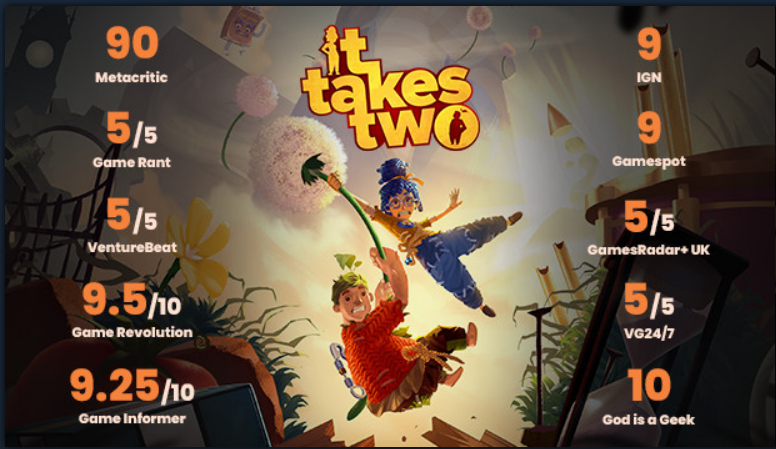 it
takes
two
90
Metacritic
5/5
Game Rant
5/5
VentureBeat
9.5/10
Game Revolution
9.25/10
Game Informer
9
IGN
9
Gamespot
5/5
GamesRadar+ UK
5/5
VG24/7
10
God is a Geek